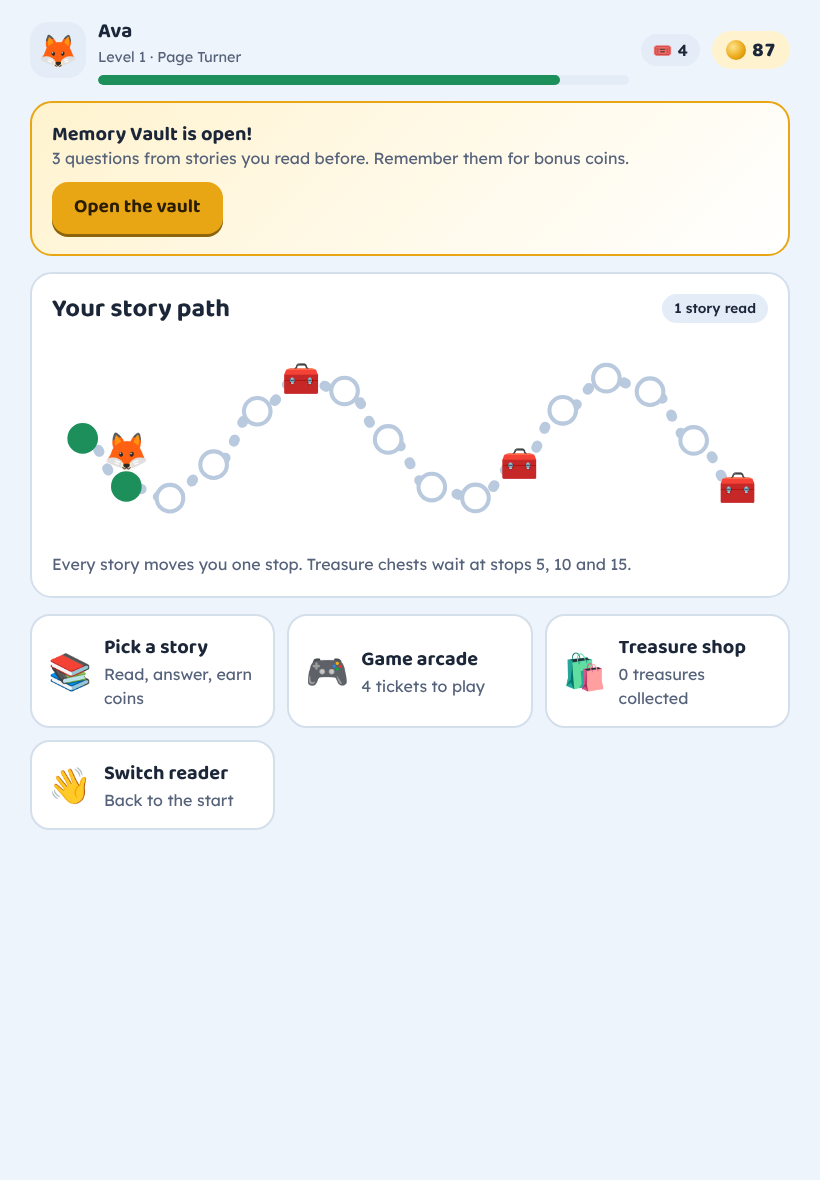 Ava
Level 1 · Page Turner
4
87
Memory Vault is open!
3 questions from stories you read before. Remember them for bonus coins.
Open the vault
Your story path
1 story read
Every story moves you one stop. Treasure chests wait at stops 5, 10 and 15.
Pick a story
Read, answer, earn
coins
Game arcade
4 tickets to play
Treasure shop
0 treasures
collected
Switch reader
Back to the start